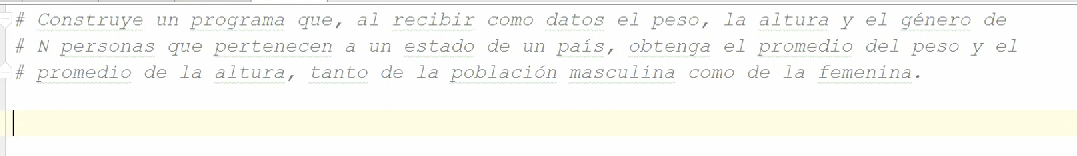 # Construye un programa que, al recibir como datos el peso, la altura y el género de
# N personas que pertenecen a un estado de un país, obtenga el promedio del peso y el
# promedio de la altura, tanto de la población masculina como de la femenina.